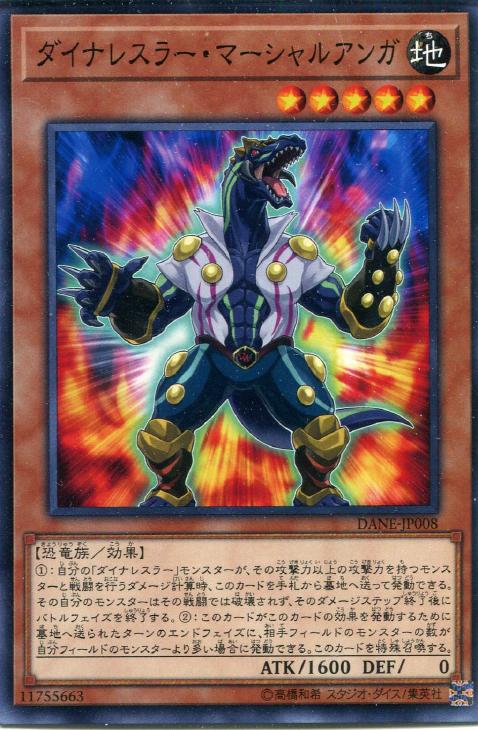 ダイナレスラー・マーシャルアンガ
地
DANE-JP008
【恐竜族/効果】
①:自分の「ダイナレスラー」モンスターが、その攻撃力以上の攻撃力を持つモンス
ターと戦闘を行うダメージ計算時、このカードを手札から墓地へ送って発動できる。
その自分のモンスターはその戦闘では破壊されず、そのダメージステップ終了後に
バトルフェイズを終了する。②:このカードがこのカードの効果を発動するために
墓地へ送られたターンのエンドフェイズに、相手フィールドのモンスターの数が
自分フィールドのモンスターより多い場合に発動できる。このカードを特殊召喚する。
ATK/1600 DEF/ 0
11755663 ©高橋和希 スタジオ・ダイス/集英社